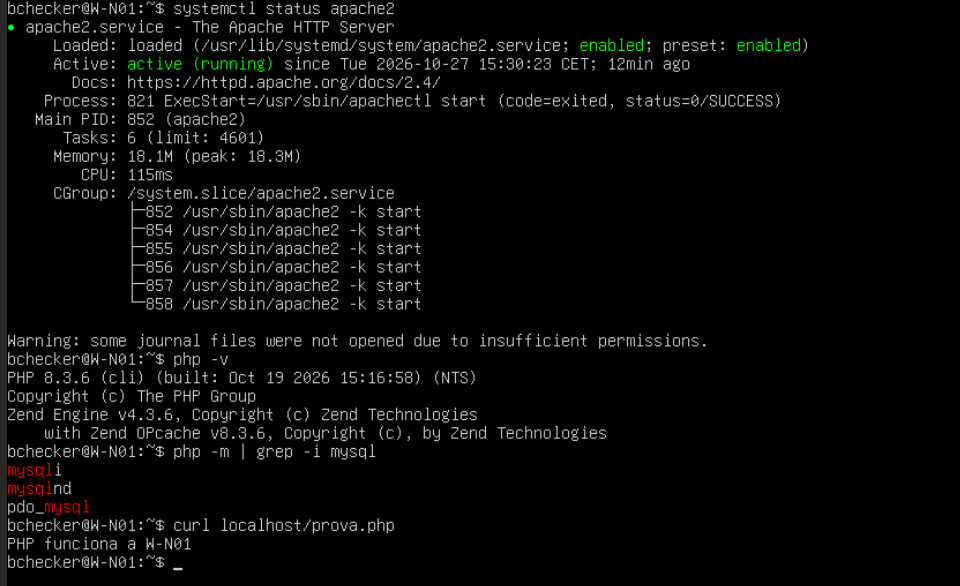 bchecker@W-N01:~$ systemctl status apache2
● apache2.service - The Apache HTTP Server
     Loaded: loaded (/usr/lib/systemd/system/apache2.service; enabled; preset: enabled)
     Active: active (running) since Tue 2026-10-27 15:30:23 CET; 12min ago
       Docs: https://httpd.apache.org/docs/2.4/
    Process: 821 ExecStart=/usr/sbin/apachectl start (code=exited, status=0/SUCCESS)
   Main PID: 852 (apache2)
      Tasks: 6 (limit: 4601)
     Memory: 18.1M (peak: 18.3M)
        CPU: 115ms
     CGroup: /system.slice/apache2.service
             ├─852 /usr/sbin/apache2 -k start
             ├─854 /usr/sbin/apache2 -k start
             ├─855 /usr/sbin/apache2 -k start
             ├─856 /usr/sbin/apache2 -k start
             ├─857 /usr/sbin/apache2 -k start
             └─858 /usr/sbin/apache2 -k start
Warning: some journal files were not opened due to insufficient permissions.
bchecker@W-N01:~$ php -v
PHP 8.3.6 (cli) (built: Oct 19 2026 15:16:58) (NTS)
Copyright (c) The PHP Group
Zend Engine v4.3.6, Copyright (c) Zend Technologies
    with Zend OPcache v8.3.6, Copyright (c), by Zend Technologies
bchecker@W-N01:~$ php -m | grep -i mysql
mysqli
mysqlnd
pdo_mysql
bchecker@W-N01:~$ curl localhost/prova.php
PHP funciona a W-N01
bchecker@W-N01:~$ _